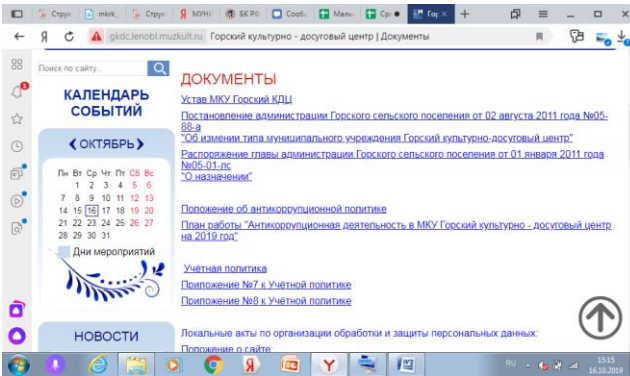 Струк
mkrk_
Струк
МУНИ
БК РФ
Сооб
Маль
Срс
Гор
gkdc.lenobl.muzkult.ru Горский культурно - досуговый центр | Документы
Поиск по сайту...
КАЛЕНДАРЬ
СОБЫТИЙ
ОКТЯБРЬ
Пн Вт Ср Чт Пт Сб Вс
1 2 3 4 5 6
7 8 9 10 11 12 13
14 15 16 17 18 19 20
21 22 23 24 25 26 27
28 29 30 31
Дни мероприятий
НОВОСТИ
ДОКУМЕНТЫ
Устав МКУ Горский КДЦ
Постановление администрации Горского сельского поселения от 02 августа 2011 года №05-
88-а
"Об измении типа муниципального учреждения Горский культурно-досуговый центр"
Распоряжение главы администрации Горского сельского поселения от 01 января 2011 года
№05-01-лс
"О назначении"
Положение об антикоррупционной политике
План работы "Антикоррупционная деятельность в МКУ Горский культурно - досуговый центр
на 2019 год"
Учётная политика
Приложение №7 к Учётной политике
Приложение №8 к Учётной политике
Локальные акты по организации обработки и защиты персональных данных:
Положение о сайте
RU
15:15
16.10.2019